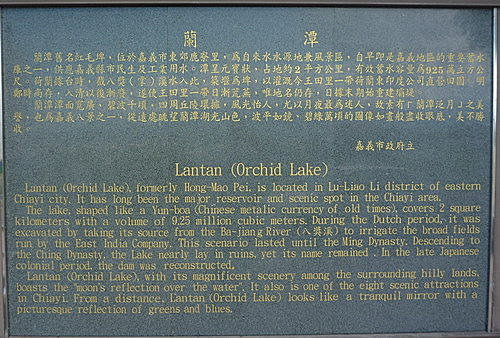 蘭潭
蘭潭舊名紅毛埤，位於嘉義市東郊鹿寮里，為自來水水源地兼風景區，自早即是嘉義地區的重要蓄水
庫之一，供應嘉義縣市民生及工業用水。潭呈元寶狀，占地約2平方公里，有效蓄水容量為925萬立方公
尺。荷蘭據台時，截八獎（掌）溪水入此，築堰為埤，以灌溉今王田里一帶荷蘭東印度公司直營田園。明
鄭時尚存，入清以後漸廢，遂使王田里一帶日漸荒蕪，唯地名仍存，日據末期始重建
蘭潭潭面寬廣，碧波千頃，四周丘陵環擁，風光怡人，尤以月夜最為迷人，故素有「蘭潭泛月」之美
譽，也為嘉義八景之一，從遠處眺望蘭潭湖光山色，波平如鏡，碧綠萬頃的圖像如畫般盡收眼底，美不勝
收。
嘉義市政府立
Lantan (Orchid Lake)
Lantan (Orchid Lake), formerly Hong-Mao Pei, is located in Lu-Liao Li district of eastern
Chiayi city. It has long been the major reservoir and scenic spot in the Chiayi area.
The lake, shaped like a Yun-boa (Chinese metalic currency of old times), covers 2 square
kilometers with a volume of 9.25 million cubic meters. During the Dutch period, it was
excavated by taking its source from the Ba-jiang River (八獎溪) to irrigate the broad fields
run by the East India Company. This scenario lasted until the Ming Dynasty. Descending to
the Ching Dynasty, the Lake nearly lay in ruins, yet its name remained . In the late Japanese
colonial period, the dam was reconstructed.
Lantan (Orchid Lake), with its magnificent scenery among the surrounding hilly lands,
boasts the "moon's reflection over the water". It also is one of the eight scenic attractions
in Chiayi. From a distance, Lantan (Orchid Lake) looks like a tranquil mirror with a
picturesque reflection of greens and blues.